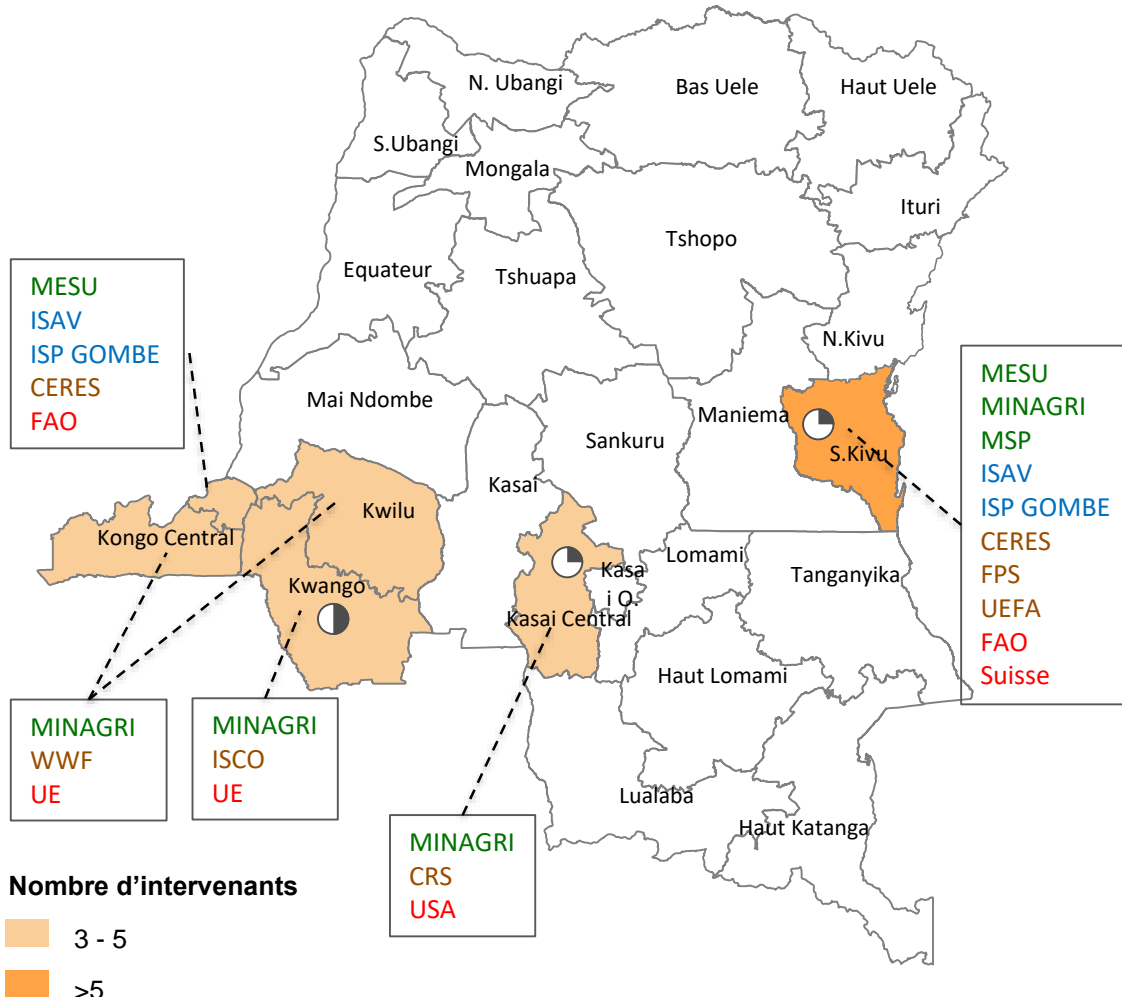 N. Ubangi
Bas Uele
Haut Uele
S.Ubangi
Mongala
Ituri
Tshopo
Equateur
Tshuapa
N.Kivu
MESU
ISAV
ISP GOMBE
CERES
FAO
Mai Ndombe
Maniema
Sankuru
S.Kivu
MESU
MINAGRI
MSP
ISAV
ISP GOMBE
CERES
FPS
UEFA
FAO
Suisse
Kasai
Kwilu
Kongo Central
Lomami
Kasa
i O.
Tanganyika
Kwango
Kasai Central
Haut Lomami
MINAGRI
WWF
UE
MINAGRI
ISCO
UE
Lualaba
Haut Katanga
MINAGRI
CRS
USA
Nombre d’intervenants
3 - 5
>5